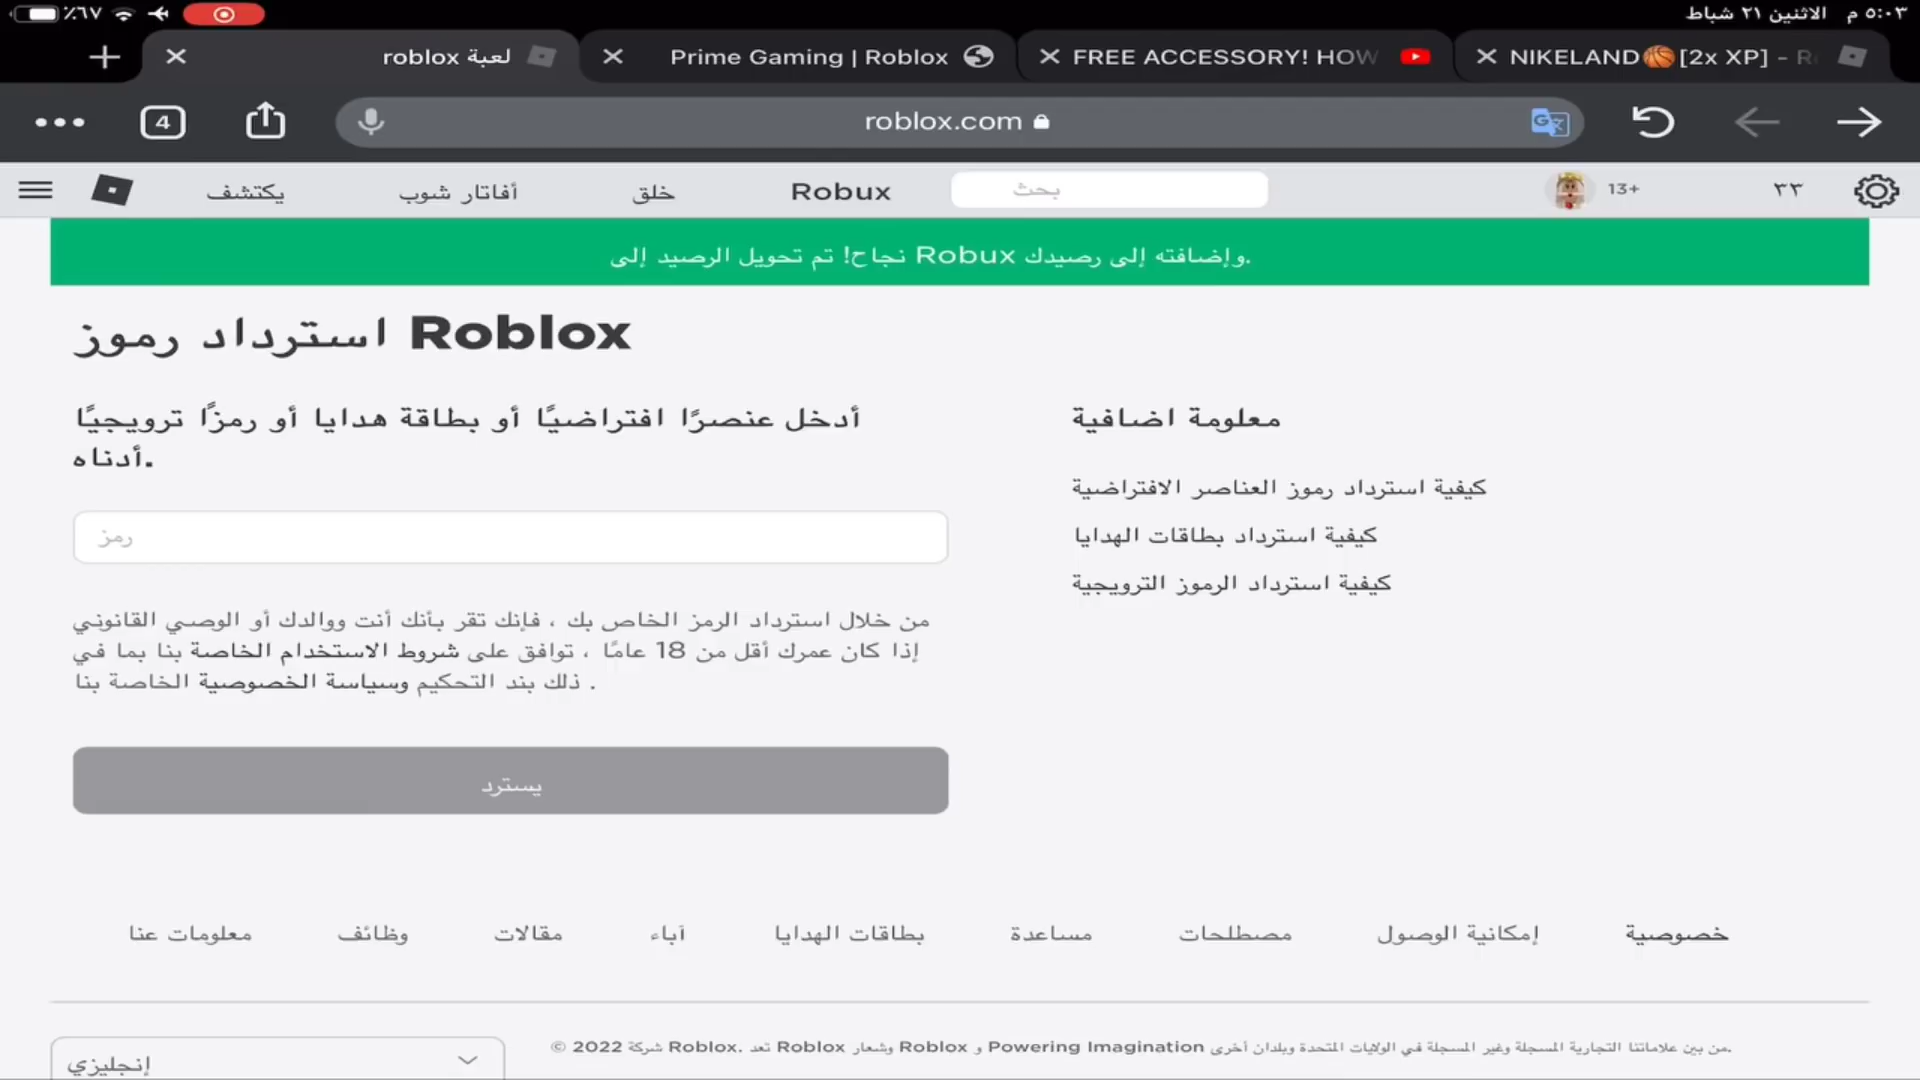 ٪٦٧
٥:٠٣ م الاثنين ٢١ شباط
لعبة roblox
Prime Gaming | Roblox
FREE ACCESSORY! HOW
NIKELAND🏀[2x XP] - R
4
roblox.com
يكتشف
أفاتار شوب
خلق
Robux
بحث
13+
٣٣
نجاح! تم تحويل الرصيد إلى Robux وإضافته إلى رصيدك.
استرداد رموز Roblox
أدخل عنصرًا افتراضيًا أو بطاقة هدايا أو رمزًا ترويجيًا
أدناه.
رمز
من خلال استرداد الرمز الخاص بك ، فإنك تقر بأنك أنت ووالدك أو الوصي القانوني
إذا كان عمرك أقل من 18 عامًا ، توافق على شروط الاستخدام الخاصة بنا بما في
ذلك بند التحكيم وسياسة الخصوصية الخاصة بنا .
يسترد
معلومة اضافية
كيفية استرداد رموز العناصر الافتراضية
كيفية استرداد بطاقات الهدايا
كيفية استرداد الرموز الترويجية
معلومات عنا
وظائف
مقالات
آباء
بطاقات الهدايا
مساعدة
مصطلحات
إمكانية الوصول
خصوصية
إنجليزي
© 2022 شركة Roblox. تعد Roblox وشعار Roblox و Powering Imagination من بين علاماتنا التجارية المسجلة وغير المسجلة في الولايات المتحدة وبلدان أخرى.